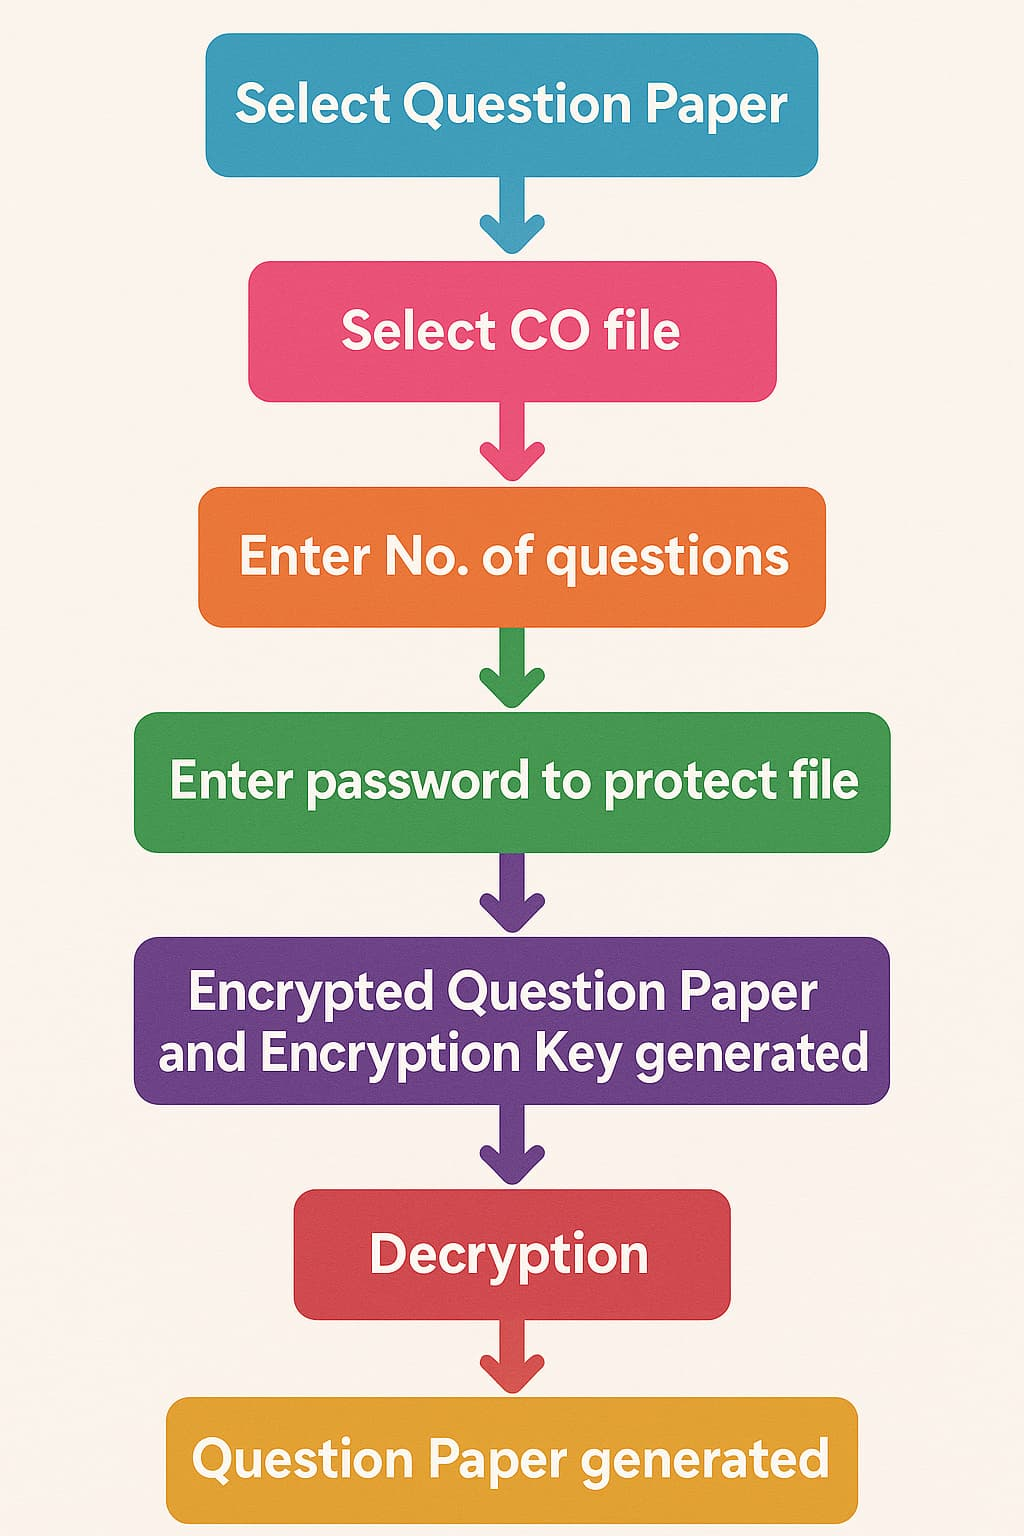 Select Question Paper
Select CO file
Enter No. of questions
Enter password to protect file
Encrypted Question Paper
and Encryption Key generated
Decryption
Question Paper generated